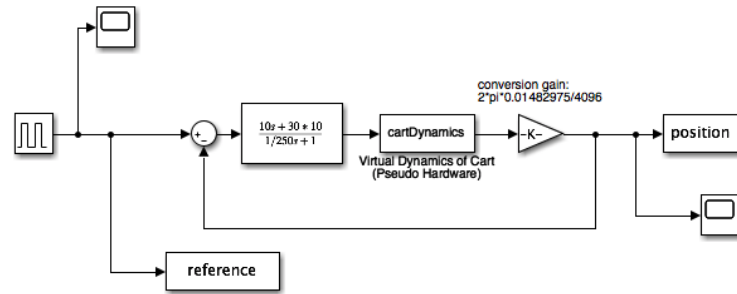 conversion gain:
2*pi*0.01482975/4096
+
−
10s + 30 * 10
1/250s + 1
cartDynamics
-K-
position
Virtual Dynamics of Cart
(Pseudo Hardware)
reference